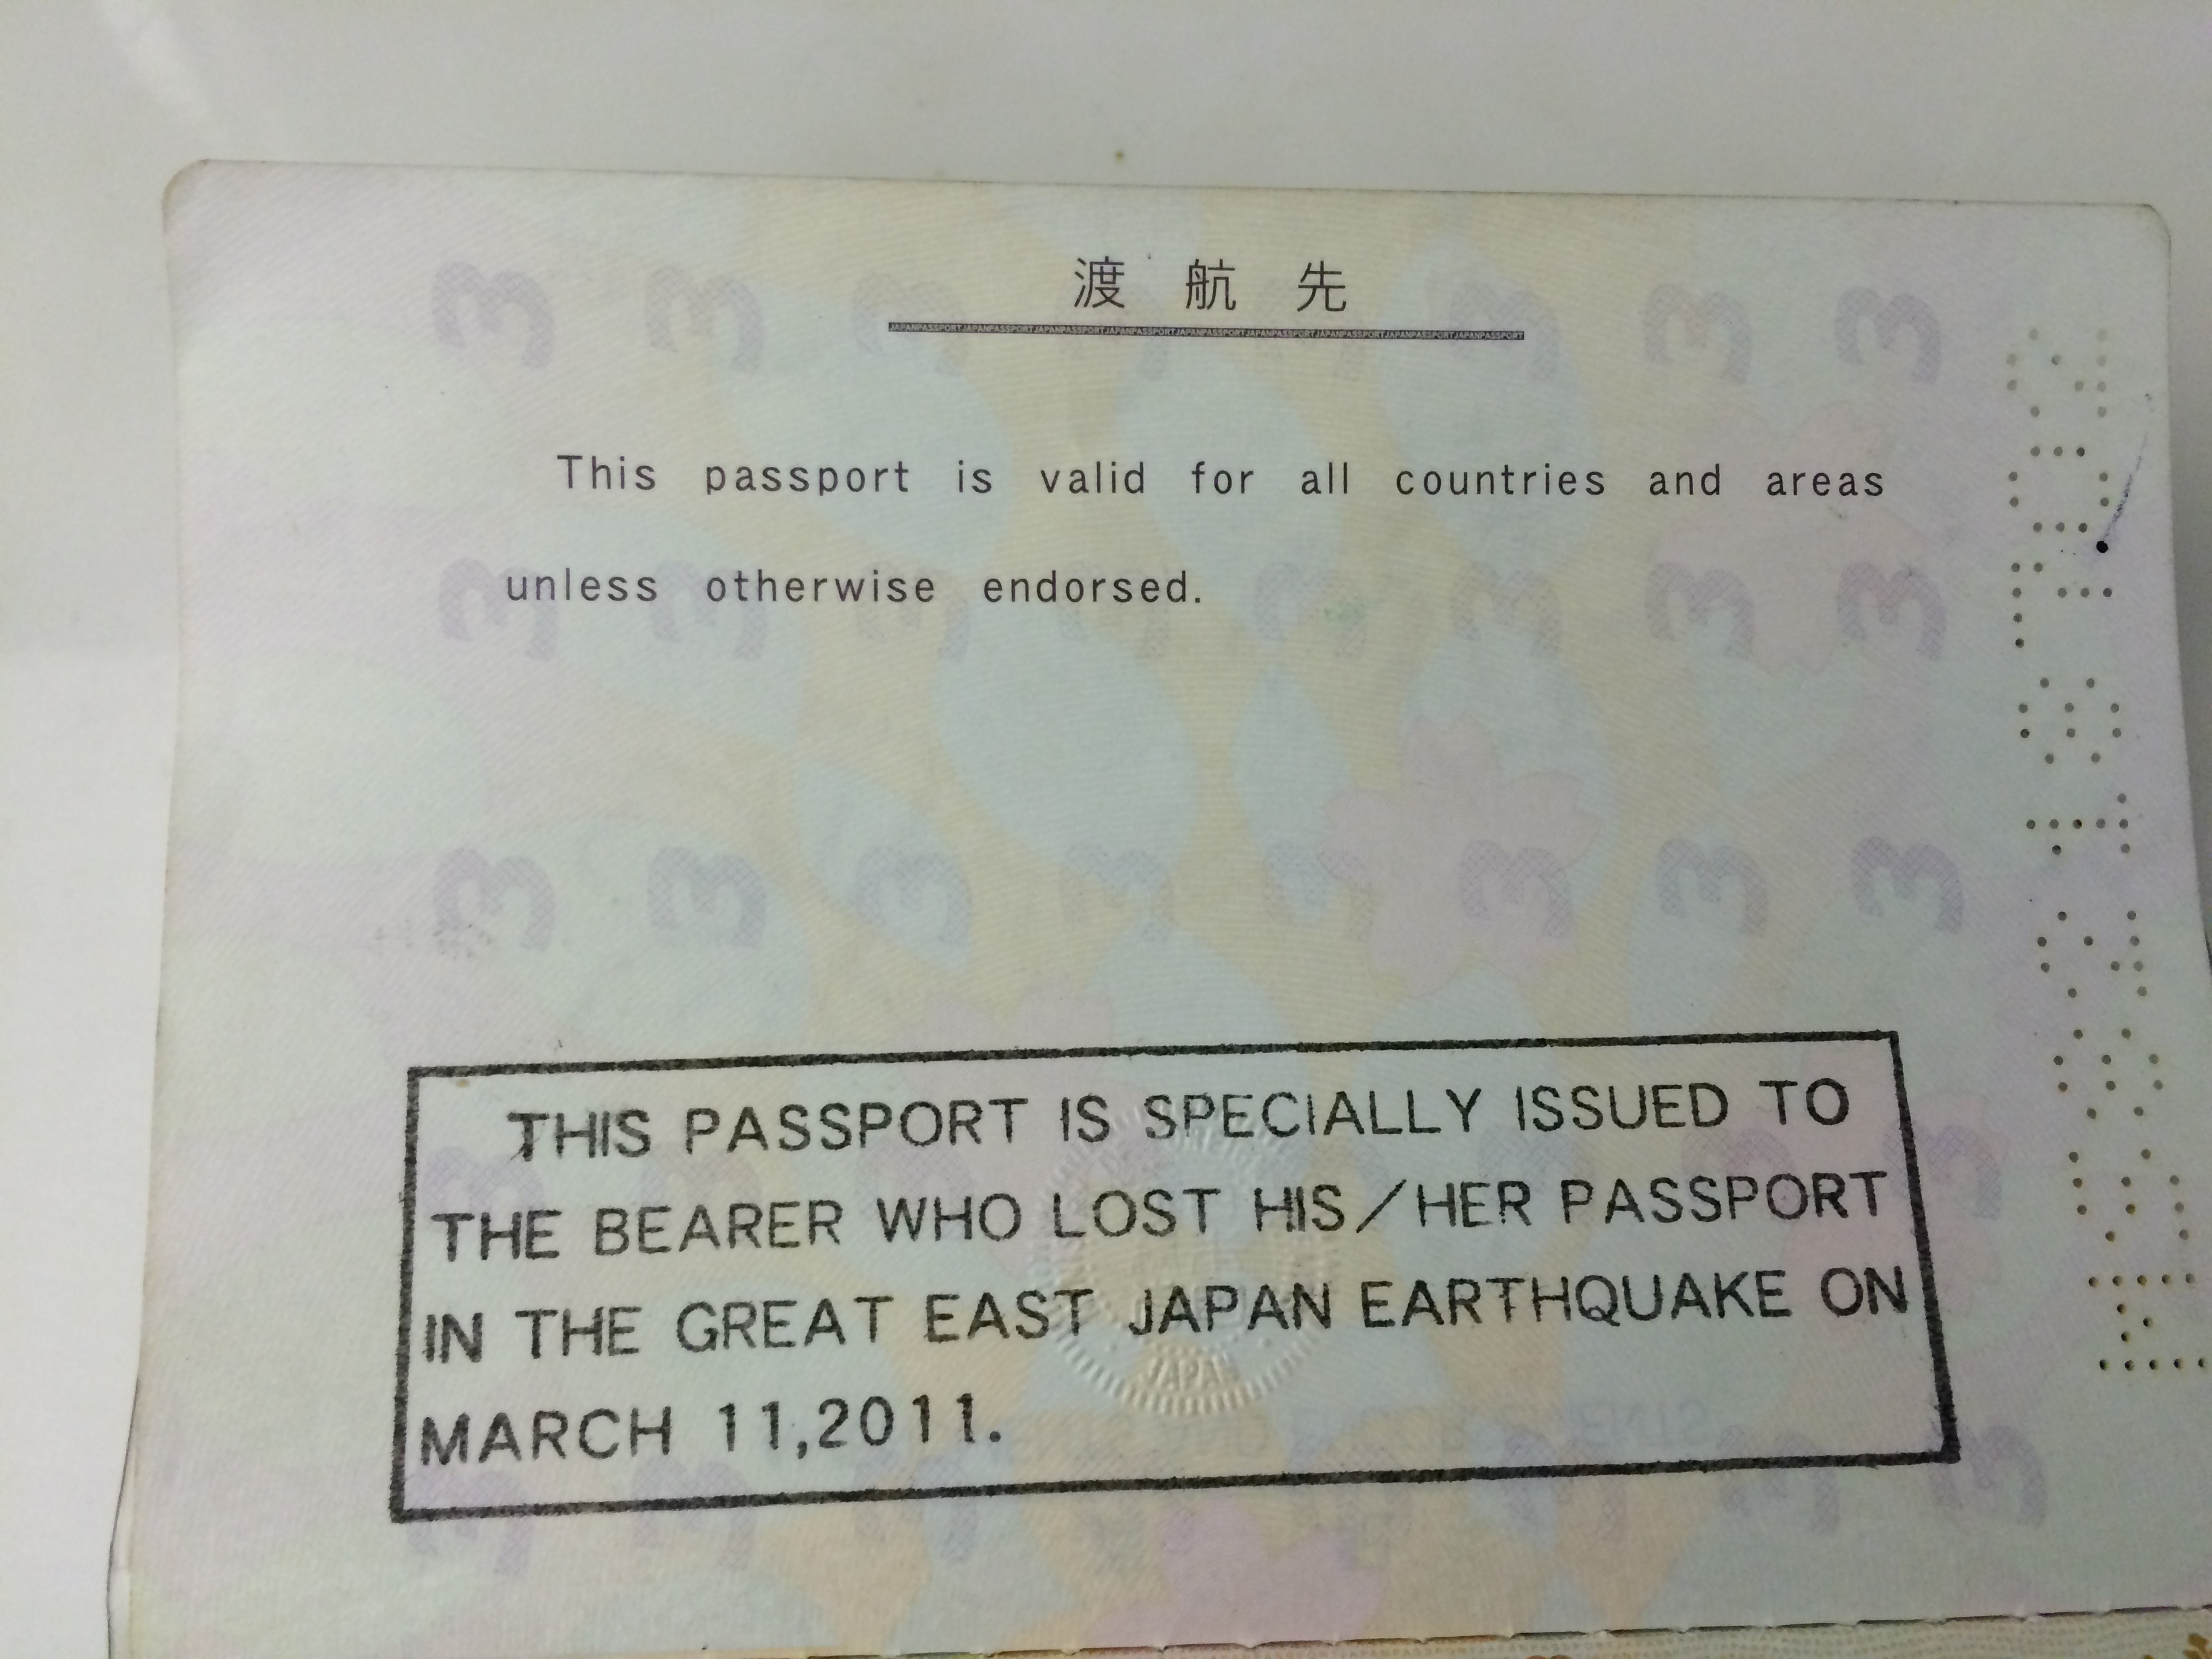 渡航先
JAPANPASSPORTJAPANPASSPORTJAPANPASSPORTJAPANPASSPORTJAPANPASSPORTJAPANPASSPORTJAPANPASSPORTJAPANPASSPORTJAPANPASSPORT
This passport is valid for all countries and areas
unless otherwise endorsed.
THIS PASSPORT IS SPECIALLY ISSUED TO
THE BEARER WHO LOST HIS/HER PASSPORT
IN THE GREAT EAST JAPAN EARTHQUAKE ON
MARCH 11,2011.
JAPAN